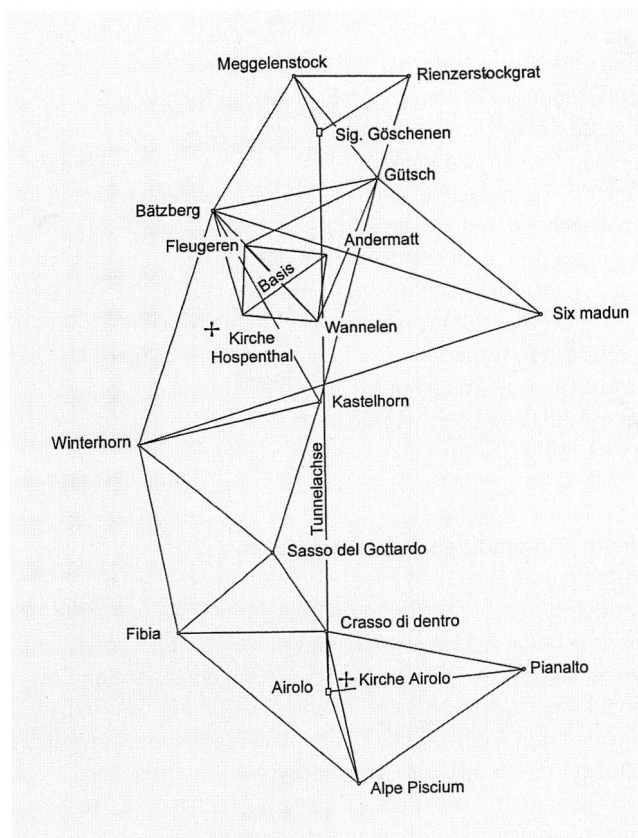 Meggelenstock
Rienzerstockgrat
Sig. Göschenen
Gütsch
Bätzberg
Fleugeren
Andermatt
Basis
Six madun
Wannelen
Kirche
Hospenthal
Kastelhorn
Winterhorn
Tunnelachse
Sasso del Gottardo
Crasso di dentro
Fibia
Pianalto
Kirche Airolo
Airolo
Alpe Piscium